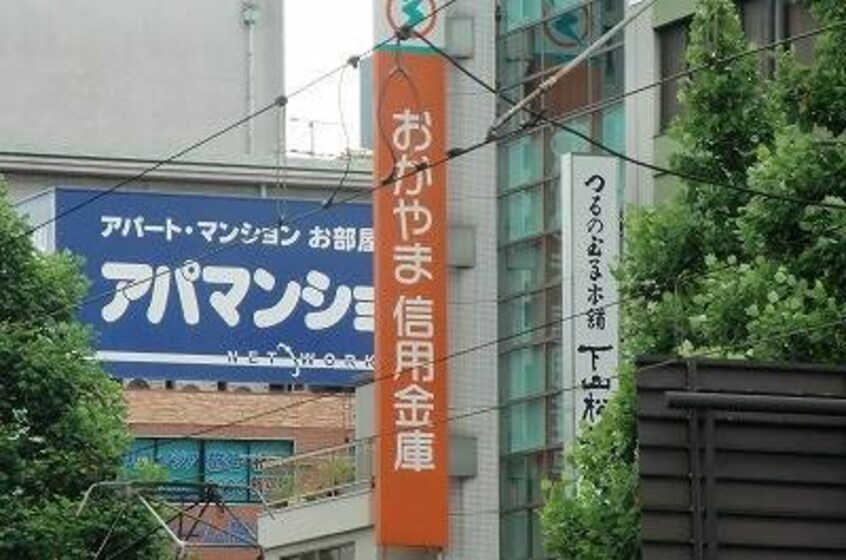 アパート・マンション お部屋
アパマンショ
NETWORK
おかやま信用金庫
つるの玉子本舗
下山松